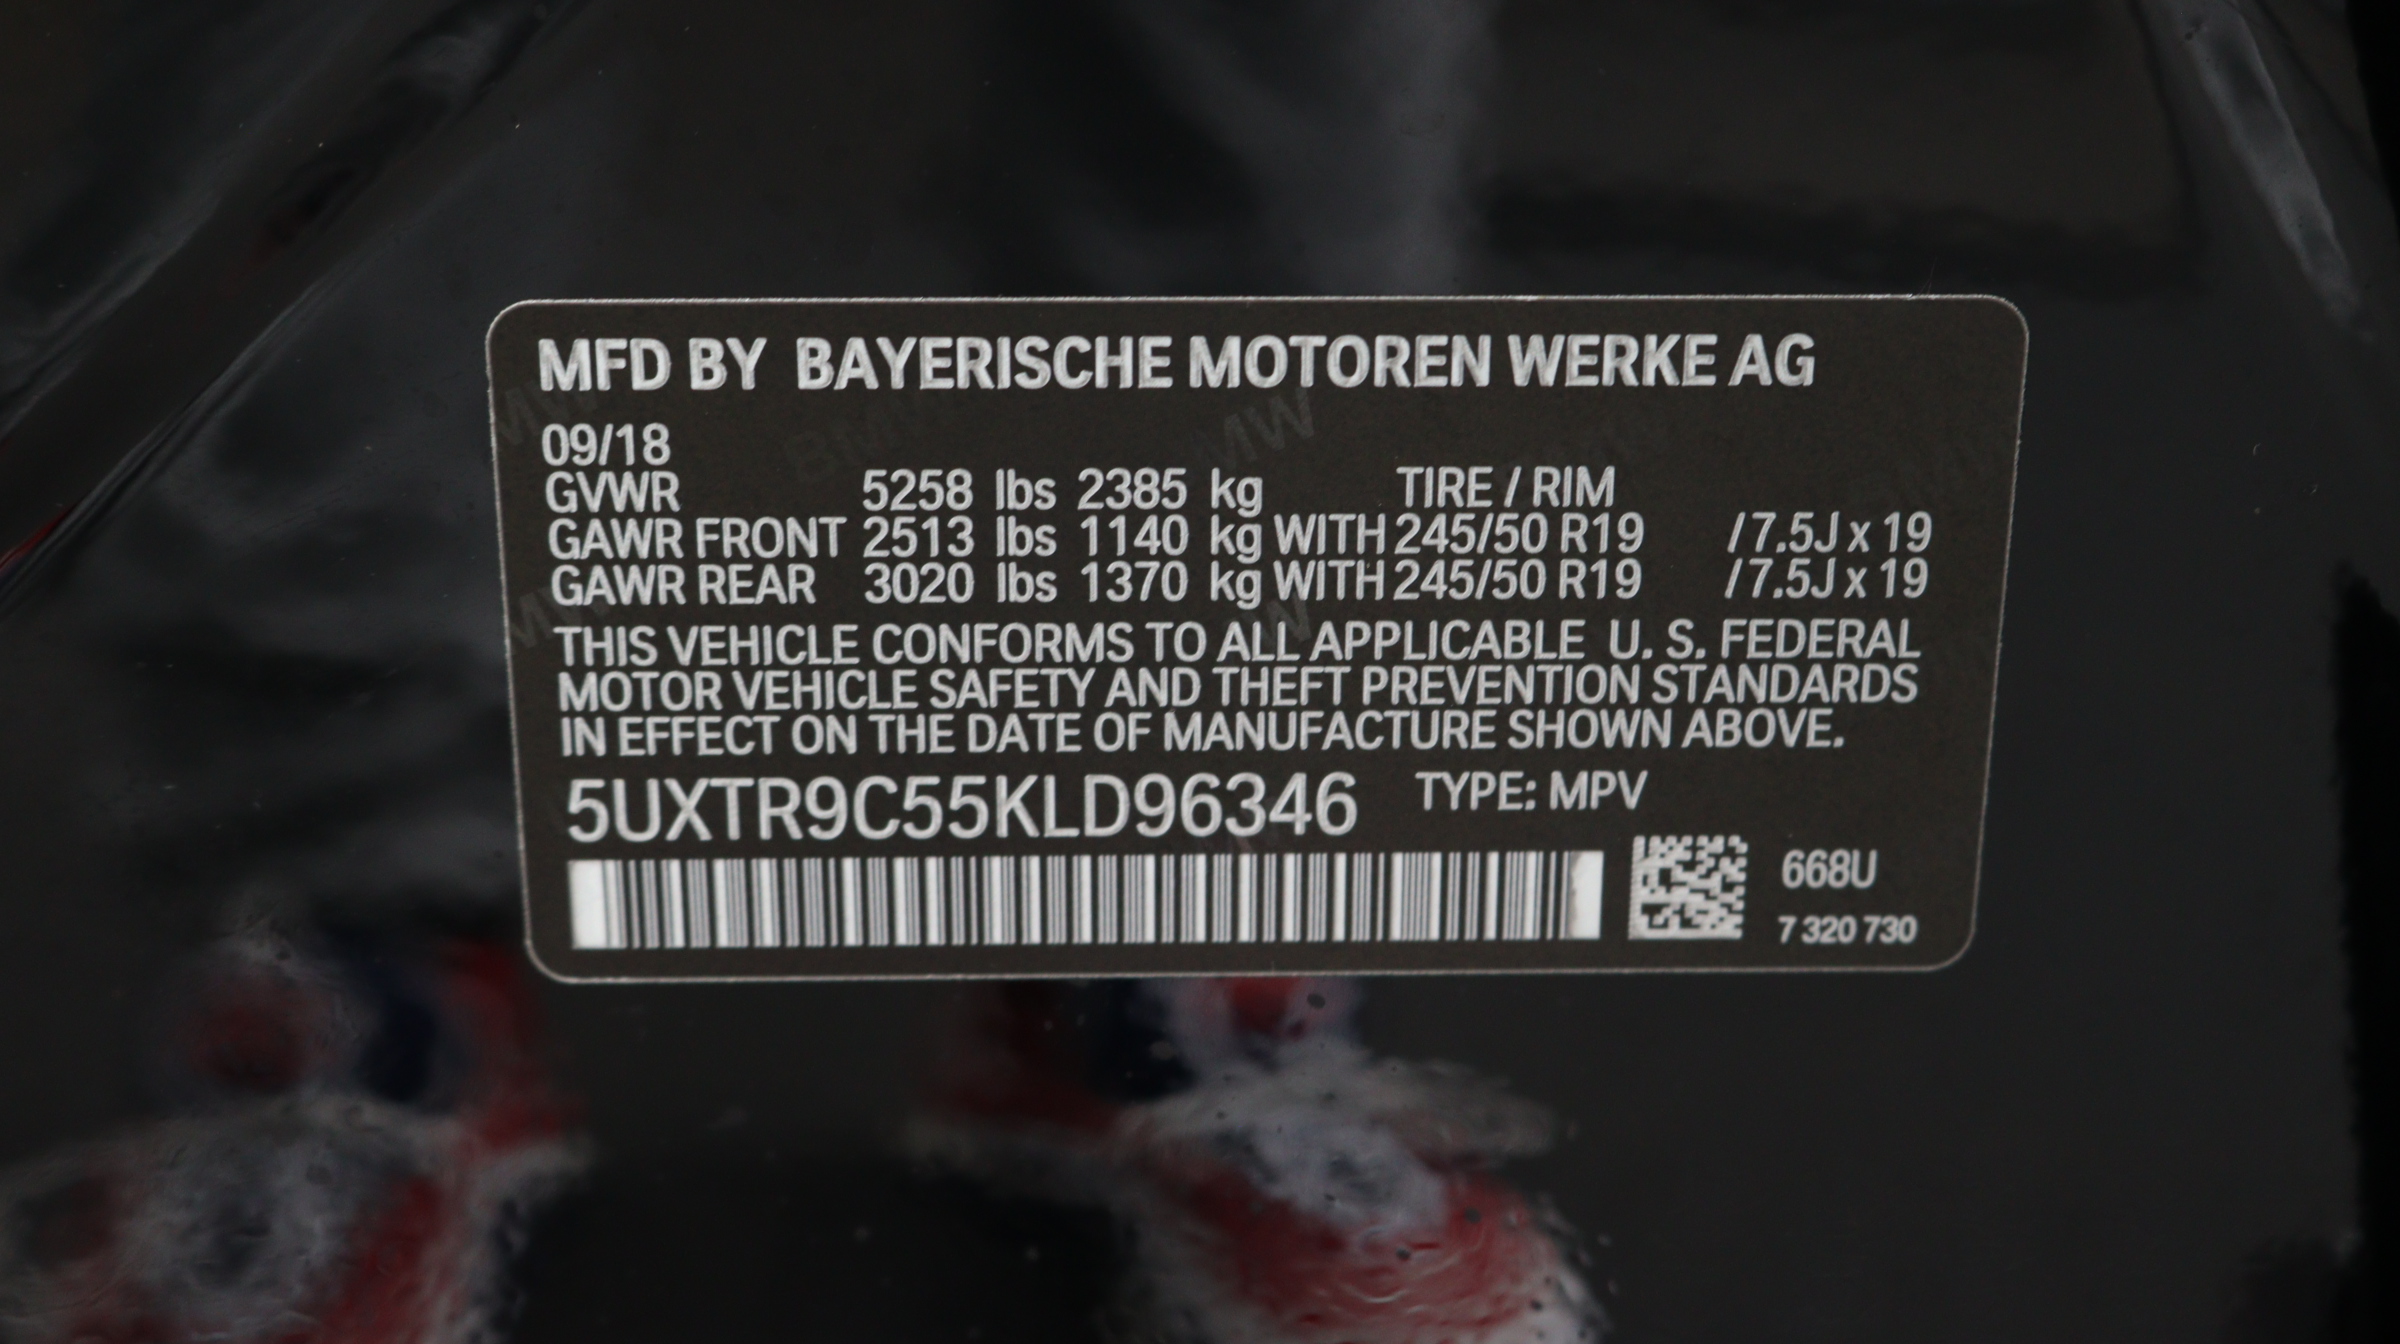 MFD BY BAYERISCHE MOTOREN WERKE AG
09/18
GVWR 5258 lbs 2385 kg TIRE / RIM
GAWR FRONT 2513 lbs 1140 kg WITH 245/50 R19 / 7.5J x 19
GAWR REAR 3020 lbs 1370 kg WITH 245/50 R19 / 7.5J x 19
THIS VEHICLE CONFORMS TO ALL APPLICABLE U. S. FEDERAL
MOTOR VEHICLE SAFETY AND THEFT PREVENTION STANDARDS
IN EFFECT ON THE DATE OF MANUFACTURE SHOWN ABOVE.
5UXTR9C55KLD96346 TYPE: MPV
668U
7 320 730